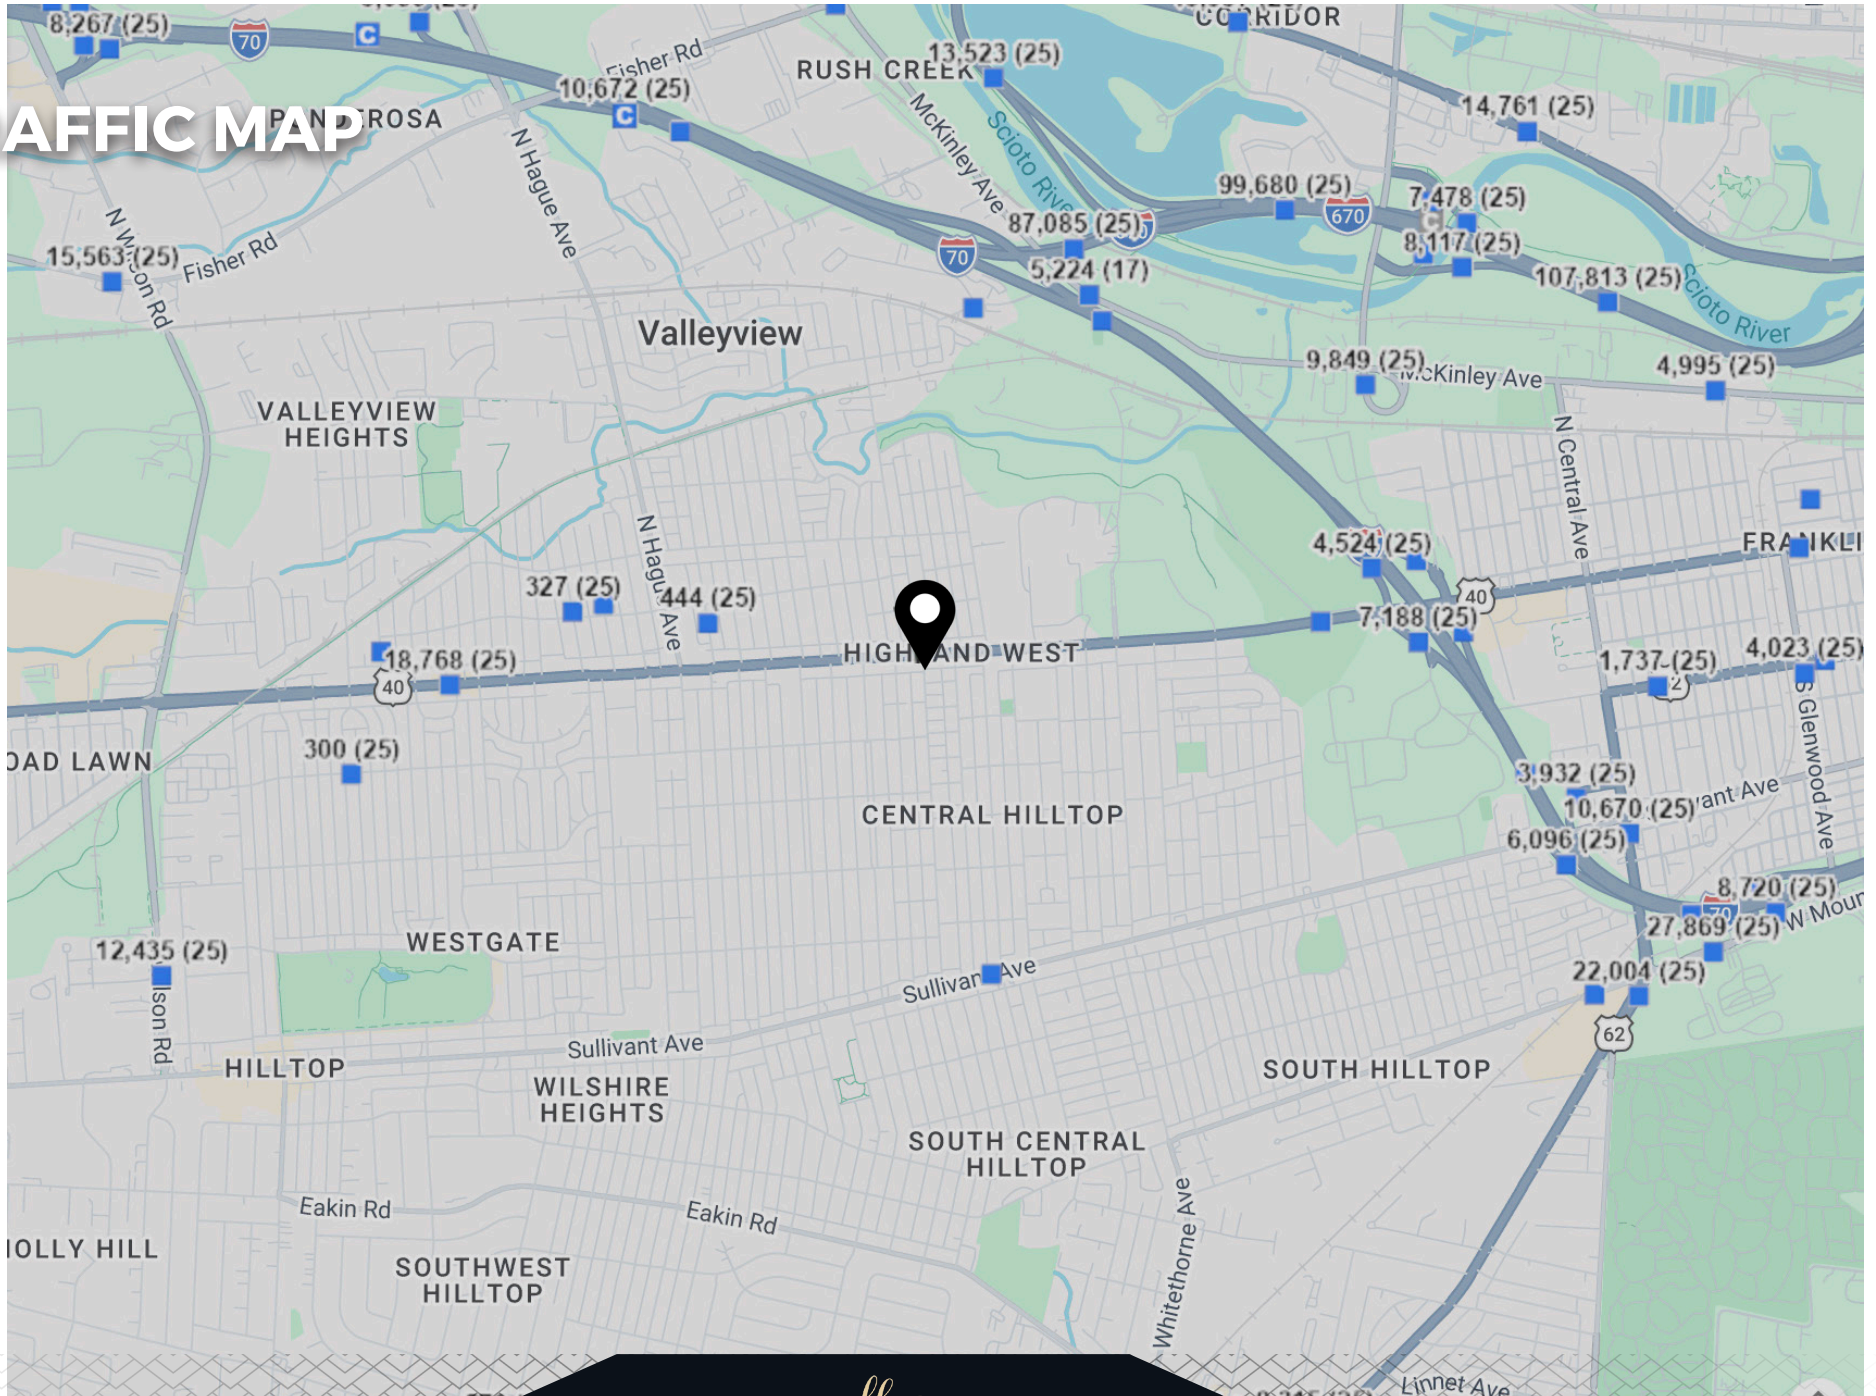 8,267 (25)
70
C
CORRIDOR
Fisher Rd
13,523 (25)
RUSH CREEK
10,672 (25)
C
14,761 (25)
AFFIC MAP
PONDEROSA
N Hague Ave
McKinley Ave
Scioto River
99,680 (25)
670
7,478 (25)
C
87,085 (25)
8,117 (25)
15,563 (25)
N Wilson Rd
Fisher Rd
70
5,224 (17)
107,813 (25)
Scioto River
Valleyview
9,849 (25)
McKinley Ave
4,995 (25)
VALLEYVIEW
HEIGHTS
N Central Ave
N Hague Ave
4,524 (25)
FRANKLI
327 (25)
444 (25)
40
7,188 (25)
HIGHLAND WEST
18,768 (25)
40
1,737 (25)
4,023 (25)
2
S Glenwood Ave
300 (25)
OAD LAWN
3,932 (25)
CENTRAL HILLTOP
10,670 (25)
vant Ave
6,096 (25)
8,720 (25)
70
W Moun
27,869 (25)
WESTGATE
12,435 (25)
lson Rd
Sullivant Ave
22,004 (25)
62
Sullivant Ave
HILLTOP
SOUTH HILLTOP
WILSHIRE
HEIGHTS
SOUTH CENTRAL
HILLTOP
Whitethorne Ave
Eakin Rd
Eakin Rd
OLLY HILL
SOUTHWEST
HILLTOP
Linnet Ave